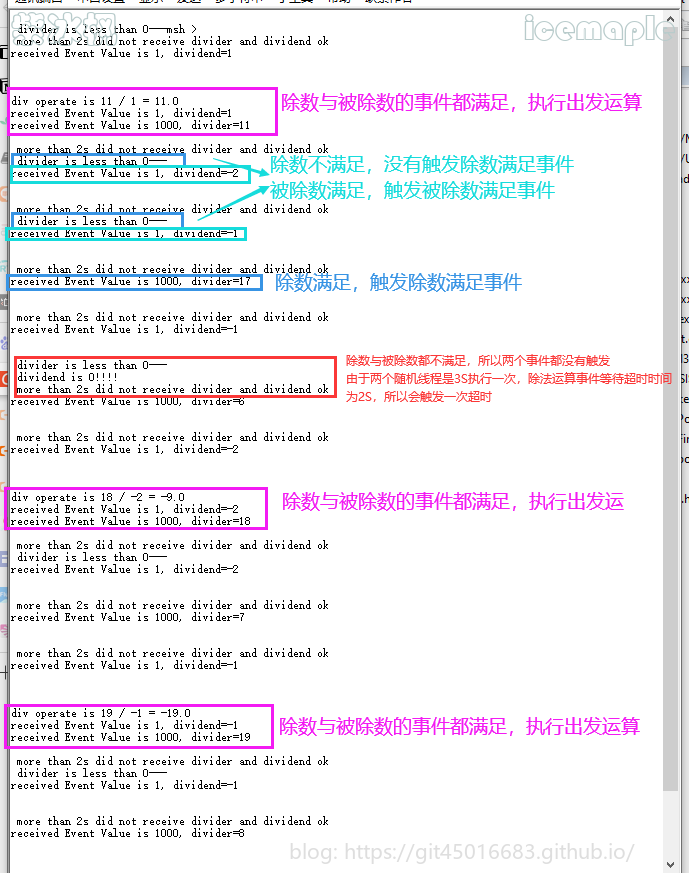 icemaple
divider is less than 0---msh >
more than 2s did not receive divider and dividend ok
received Event Value is 1, dividend=1
div operate is 11 / 1 = 11.0
received Event Value is 1, dividend=1
received Event Value is 1000, divider=11
除数与被除数的事件都满足，执行出发运算
more than 2s did not receive divider and dividend ok
divider is less than 0---
received Event Value is 1, dividend=-2
除数不满足，没有触发除数满足事件
被除数满足，触发被除数满足事件
more than 2s did not receive divider and dividend ok
divider is less than 0---
received Event Value is 1, dividend=-1
more than 2s did not receive divider and dividend ok
received Event Value is 1000, divider=17
除数满足，触发除数满足事件
more than 2s did not receive divider and dividend ok
received Event Value is 1, dividend=-1
divider is less than 0---
dividend is 0!!!!
more than 2s did not receive divider and dividend ok
除数与被除数都不满足，所以两个事件都没有触发
由于两个随机线程是3S执行一次，除法运算事件等待超时时间
为2S，所以会触发一次超时
received Event Value is 1000, divider=6
more than 2s did not receive divider and dividend ok
received Event Value is 1, dividend=-2
div operate is 18 / -2 = -9.0
received Event Value is 1, dividend=-2
received Event Value is 1000, divider=18
除数与被除数的事件都满足，执行出发运
more than 2s did not receive divider and dividend ok
divider is less than 0---
received Event Value is 1, dividend=-2
more than 2s did not receive divider and dividend ok
received Event Value is 1000, divider=7
more than 2s did not receive divider and dividend ok
received Event Value is 1, dividend=-1
div operate is 19 / -1 = -19.0
received Event Value is 1, dividend=-1
received Event Value is 1000, divider=19
除数与被除数的事件都满足，执行出发运算
more than 2s did not receive divider and dividend ok
divider is less than 0---
received Event Value is 1, dividend=-1
more than 2s did not receive divider and dividend ok
received Event Value is 1000, divider=8
blog: https://git45016683.github.io/